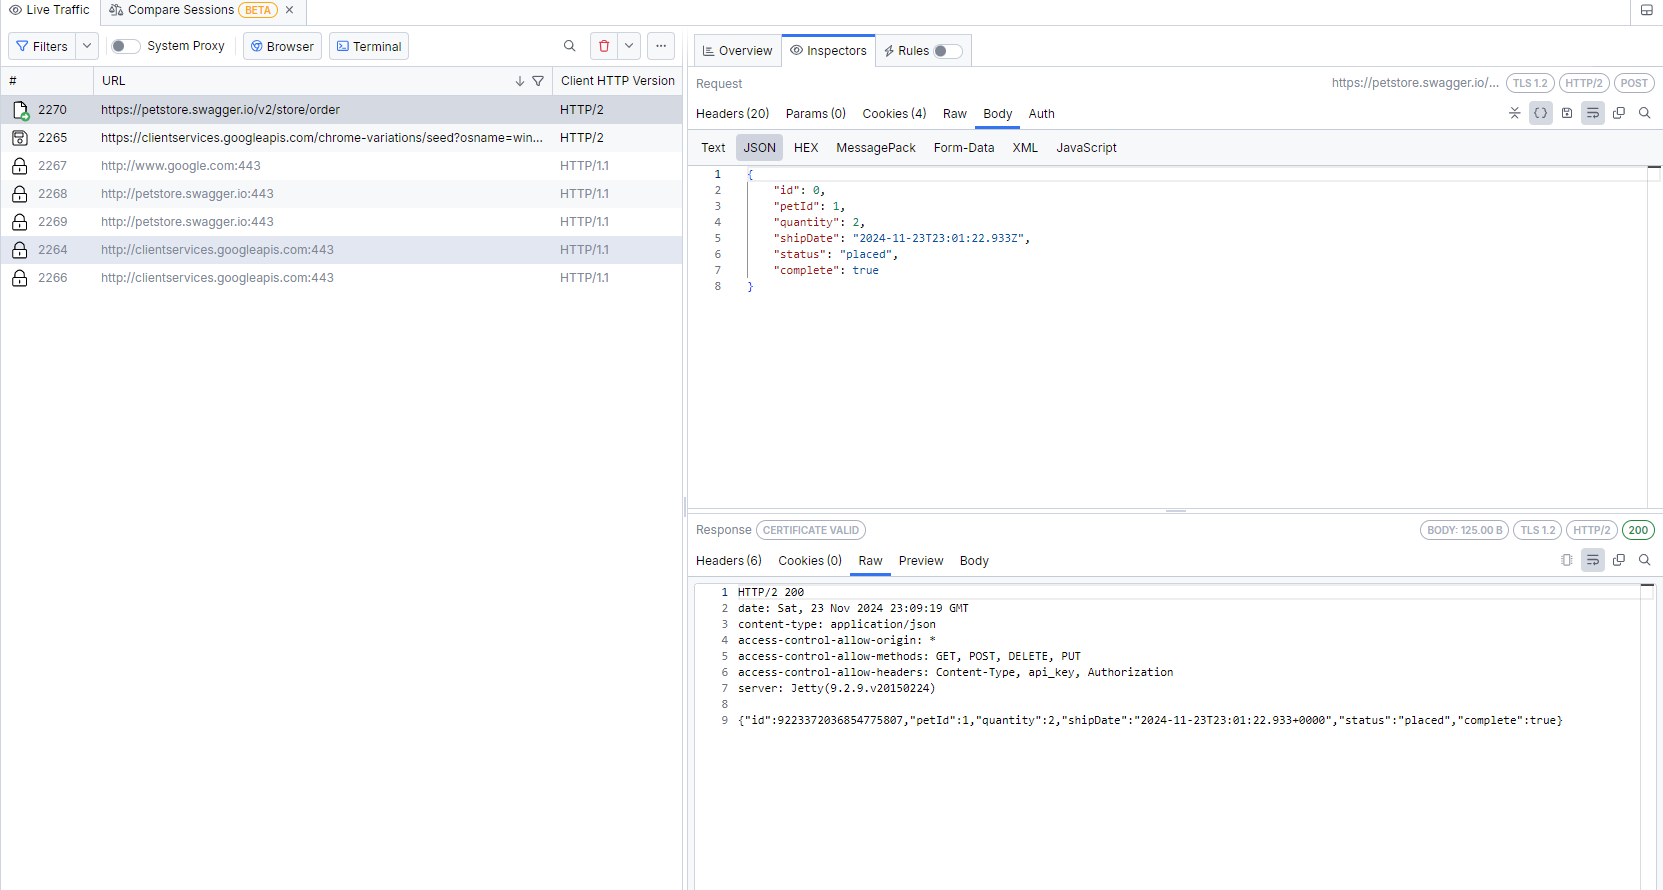 Live Traffic
Compare Sessions BETA
Filters
System Proxy
Browser
Terminal
# URL Client HTTP Version
2270 https://petstore.swagger.io/v2/store/order HTTP/2
2265 https://clientservices.googleapis.com/chrome-variations/seed?osname=win... HTTP/2
2267 http://www.google.com:443 HTTP/1.1
2268 http://petstore.swagger.io:443 HTTP/1.1
2269 http://petstore.swagger.io:443 HTTP/1.1
2264 http://clientservices.googleapis.com:443 HTTP/1.1
2266 http://clientservices.googleapis.com:443 HTTP/1.1
Overview Inspectors Rules
Request https://petstore.swagger.io/... TLS 1.2 HTTP/2 POST
Headers (20) Params (0) Cookies (4) Raw Body Auth
Text JSON HEX MessagePack Form-Data XML JavaScript
1 {
2 "id": 0,
3 "petId": 1,
4 "quantity": 2,
5 "shipDate": "2024-11-23T23:01:22.933Z",
6 "status": "placed",
7 "complete": true
8 }
Response CERTIFICATE VALID BODY: 125.00 B TLS 1.2 HTTP/2 200
Headers (6) Cookies (0) Raw Preview Body
1 HTTP/2 200
2 date: Sat, 23 Nov 2024 23:09:19 GMT
3 content-type: application/json
4 access-control-allow-origin: *
5 access-control-allow-methods: GET, POST, DELETE, PUT
6 access-control-allow-headers: Content-Type, api_key, Authorization
7 server: Jetty(9.2.9.v20150224)
8
9 {"id":9223372036854775807,"petId":1,"quantity":2,"shipDate":"2024-11-23T23:01:22.933+0000","status":"placed","complete":true}